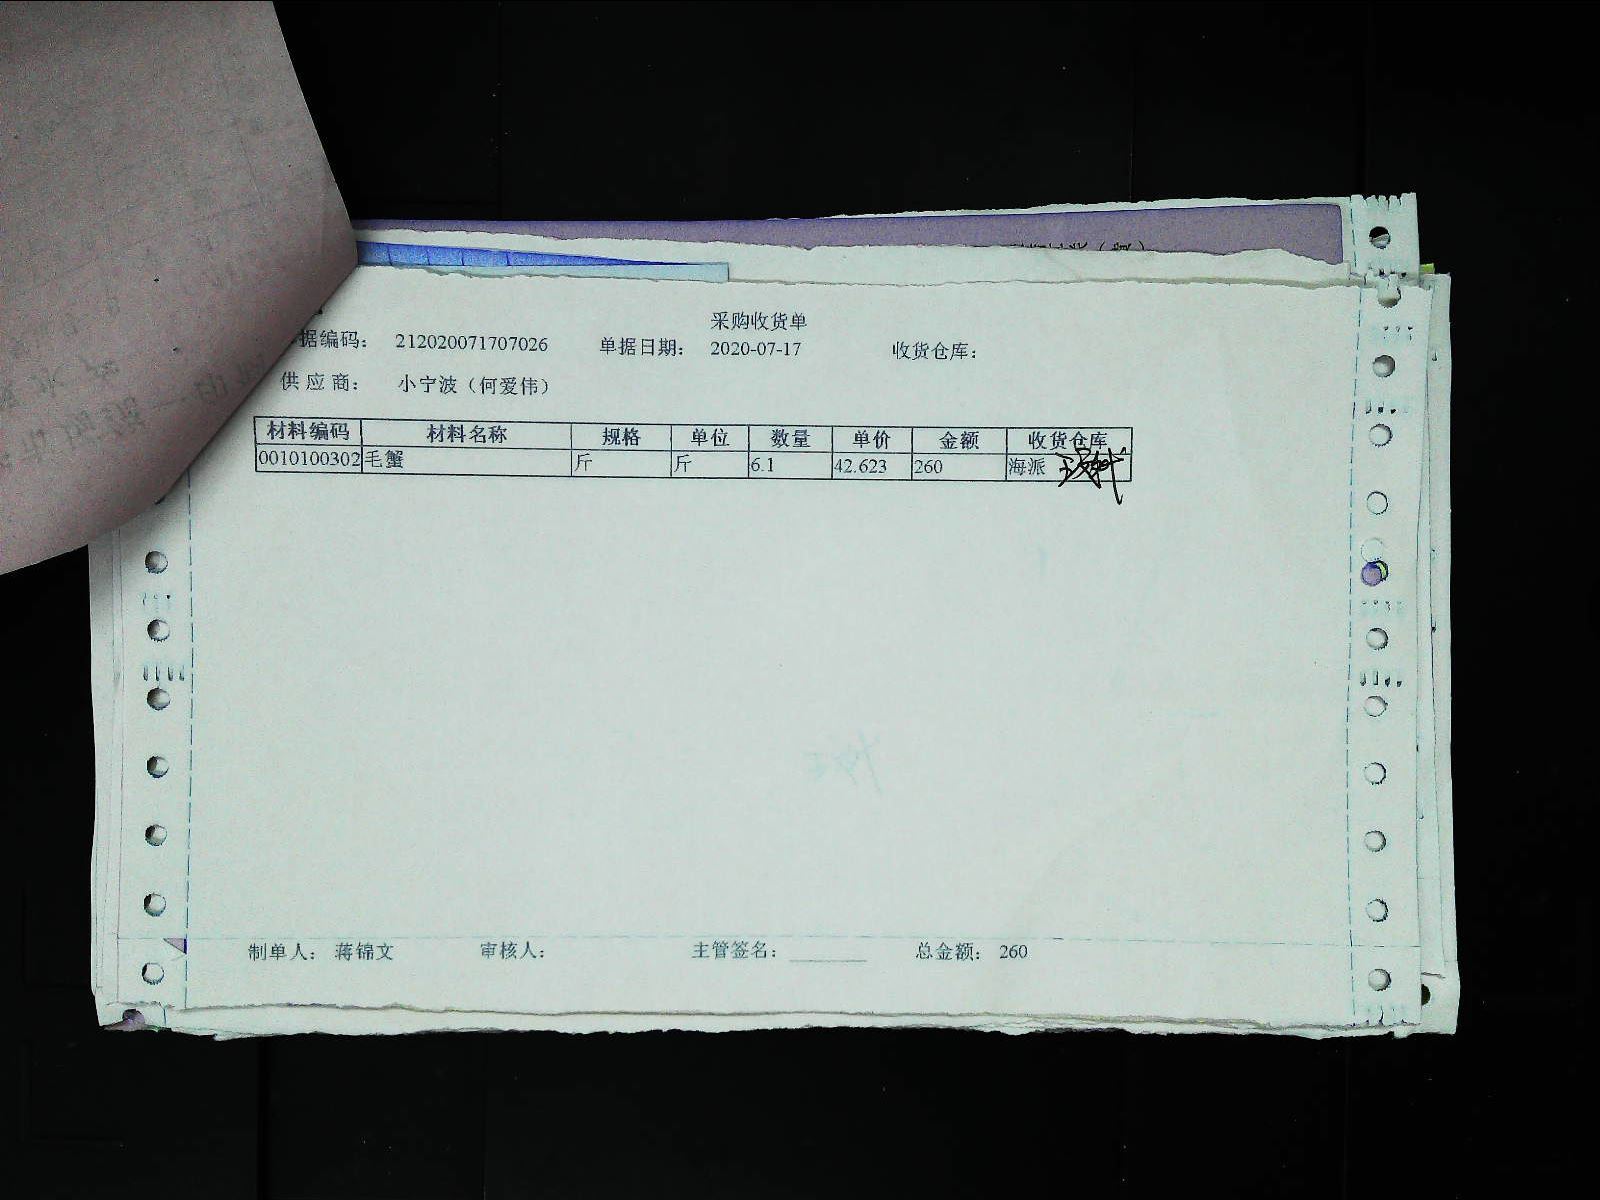 采购收货单
据编码： 212020071707026 单据日期： 2020-07-17 收货仓库：
供应商： 小宁波（何爱伟）
材料编码 材料名称 规格 单位 数量 单价 金额 收货仓库
0010100302 毛蟹 斤 斤 6.1 42.623 260 海派
制单人： 蒋锦文 审核人： 主管签名： 总金额： 260